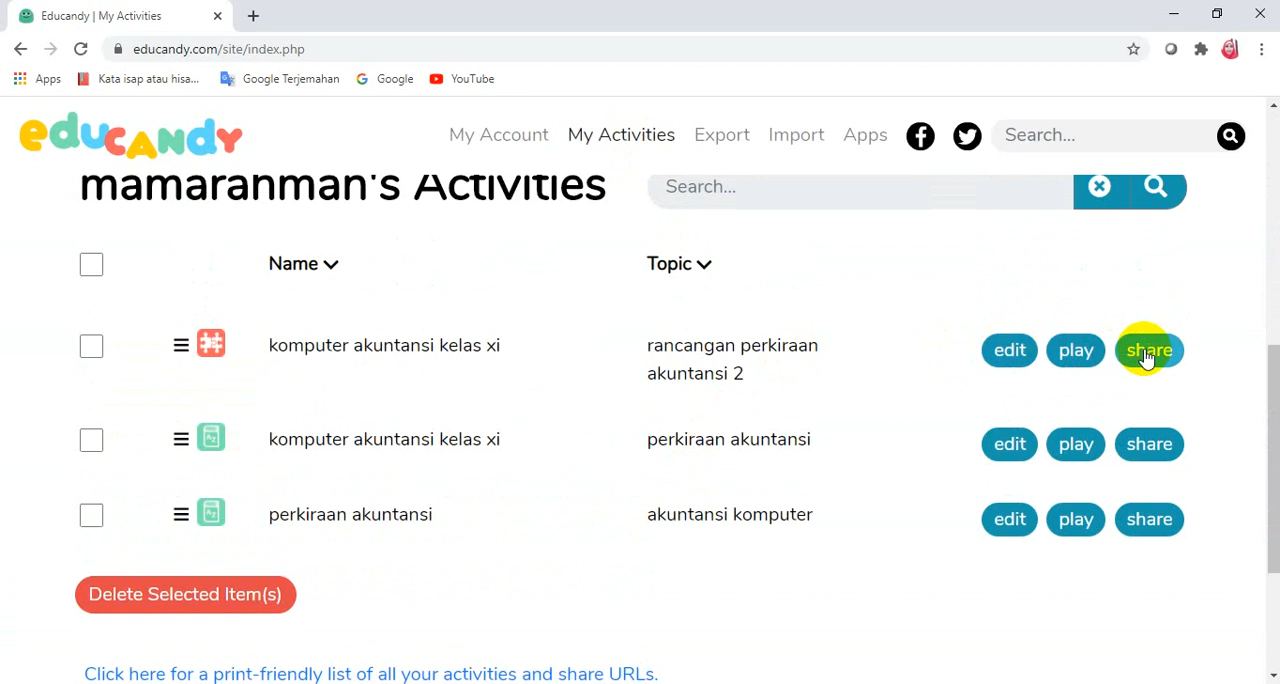 Educandy | My Activities
educandy.com/site/index.php
Apps Kata isap atau hisa... Google Terjemahan Google YouTube
educandy My Account My Activities Export Import Apps Search...
mamarahman's Activities Search...
Name Topic
komputer akuntansi kelas xi rancangan perkiraan edit play share
akuntansi 2
komputer akuntansi kelas xi perkiraan akuntansi edit play share
perkiraan akuntansi akuntansi komputer edit play share
Delete Selected Item(s)
Click here for a print-friendly list of all your activities and share URLs.